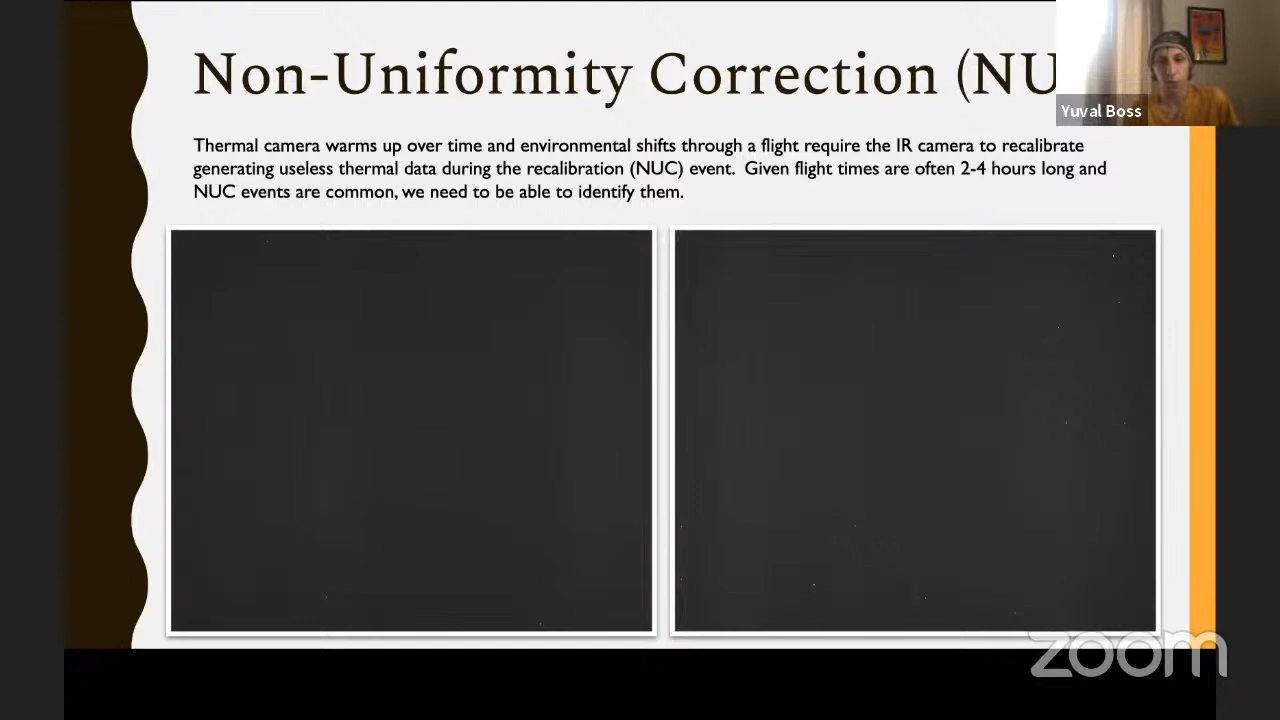 Non-Uniformity Correction (NU
Yuval Boss
Thermal camera warms up over time and environmental shifts through a flight require the IR camera to recalibrate
generating useless thermal data during the recalibration (NUC) event.  Given flight times are often 2-4 hours long and
NUC events are common, we need to be able to identify them.
zoom